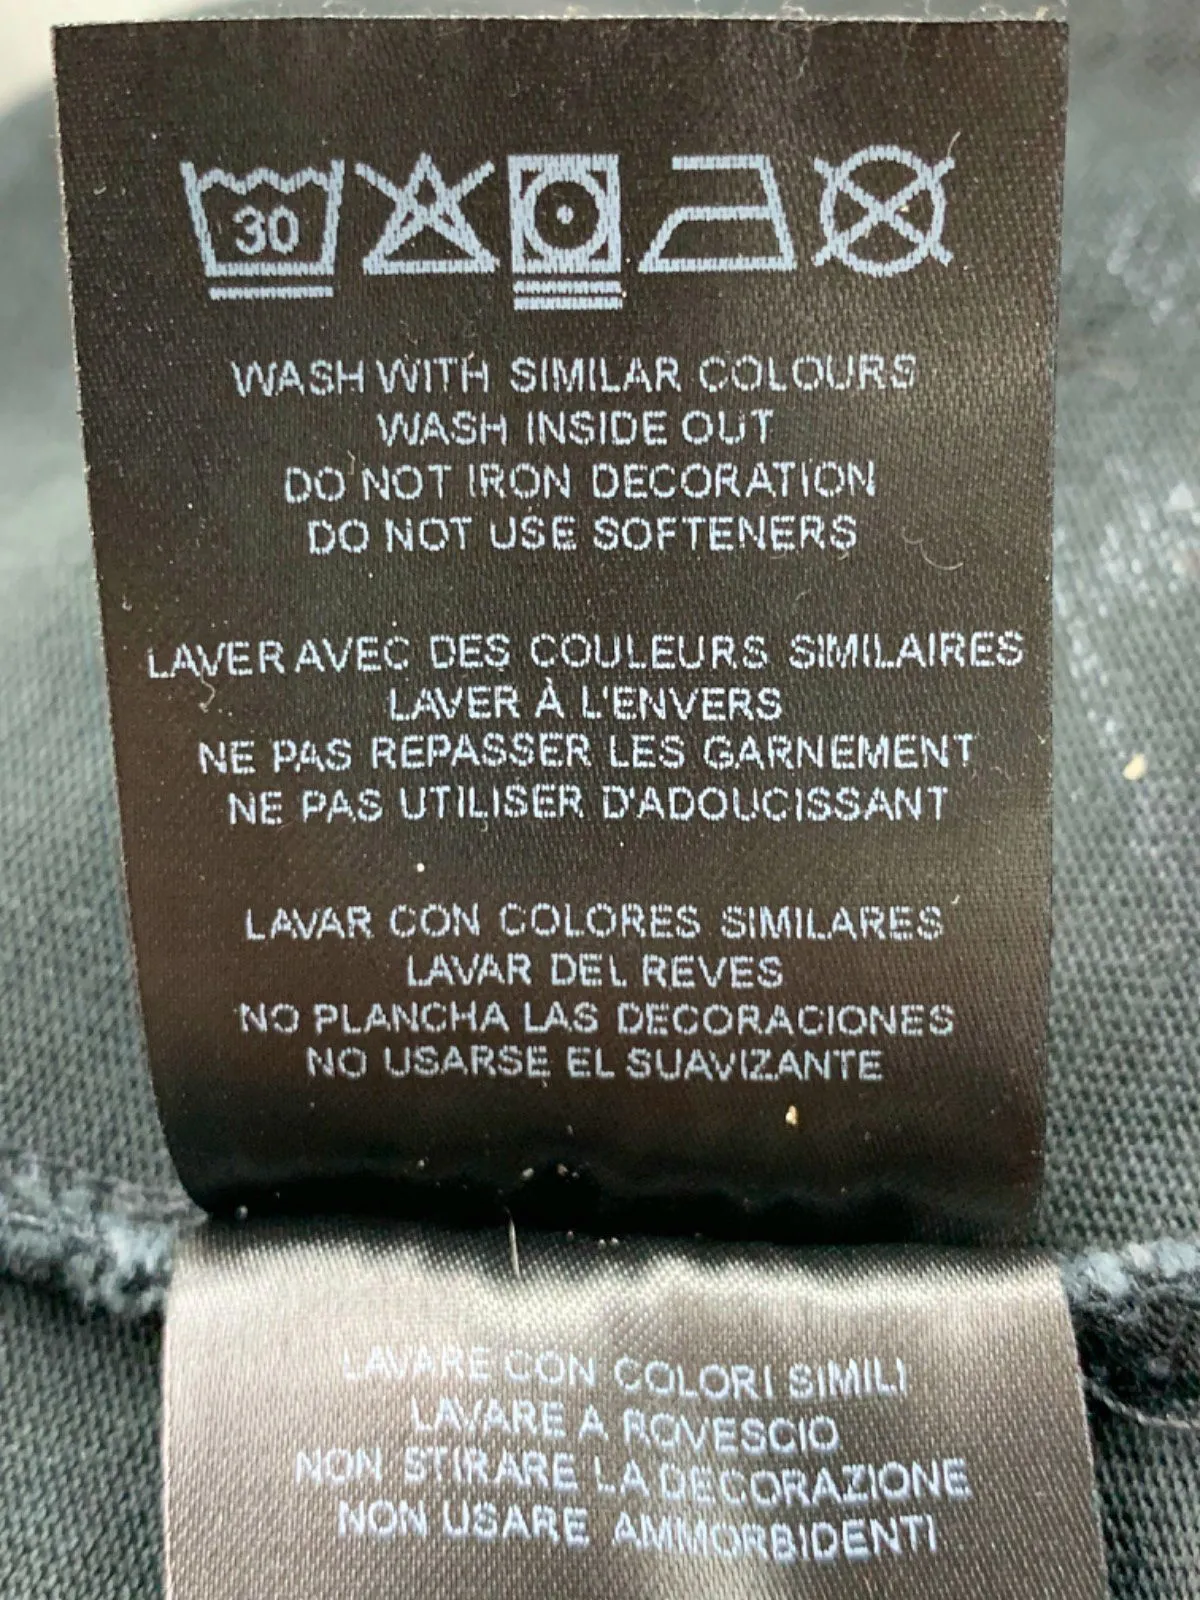 30
WASH WITH SIMILAR COLOURS
WASH INSIDE OUT
DO NOT IRON DECORATION
DO NOT USE SOFTENERS
LAVER AVEC DES COULEURS SIMILAIRES
LAVER À L'ENVERS
NE PAS REPASSER LES GARNEMENT
NE PAS UTILISER D'ADOUCISSANT
LAVAR CON COLORES SIMILARES
LAVAR DEL REVES
NO PLANCHA LAS DECORACIONES
NO USARSE EL SUAVIZANTE
LAVARE CON COLORI SIMILI
LAVARE A ROVESCIO
NON STIRARE LA DECORAZIONE
NON USARE AMMORBIDENTI